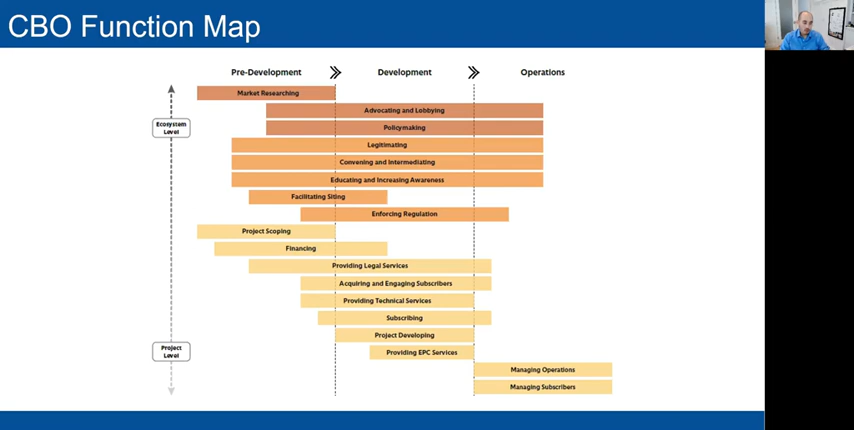 CBO Function Map
Pre-Development
Development
Operations
Market Researching
Advocating and Lobbying
Ecosystem
Level
Policymaking
Legitimating
Convening and Intermediating
Educating and Increasing Awareness
Facilitating Siting
Enforcing Regulation
Project Scoping
Financing
Providing Legal Services
Acquiring and Engaging Subscribers
Providing Technical Services
Subscribing
Project Developing
Project
Level
Providing EPC Services
Managing Operations
Managing Subscribers